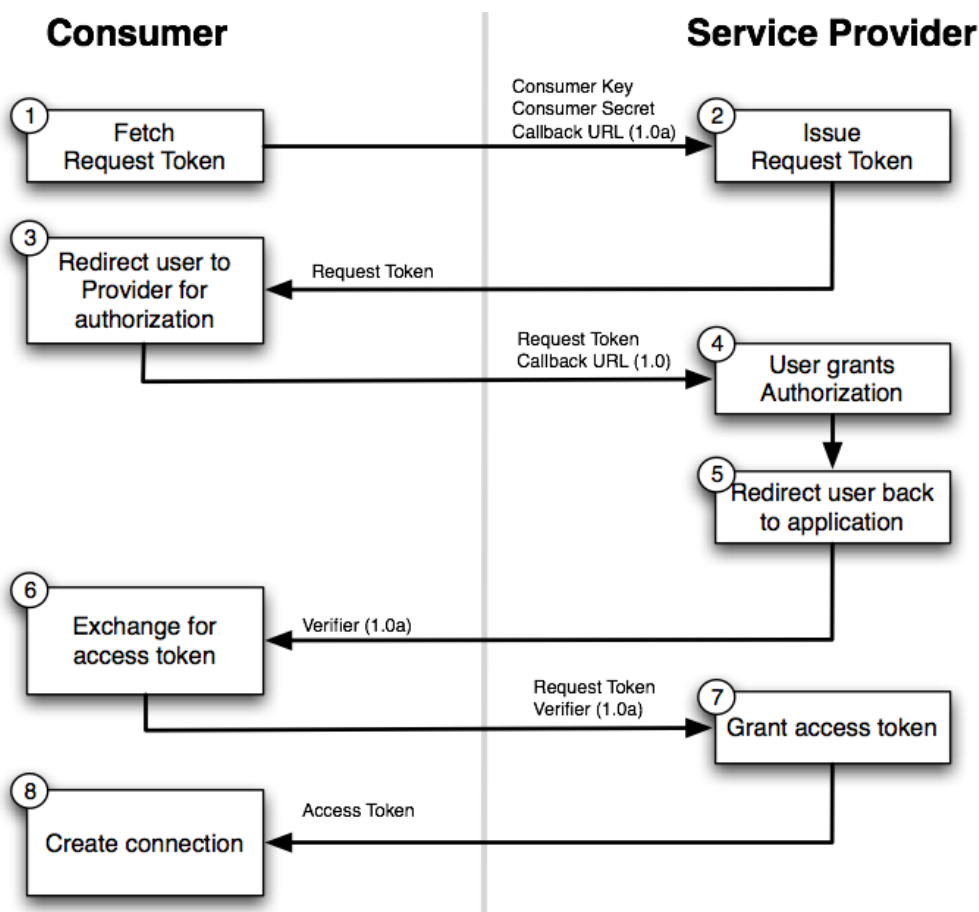 Consumer
Service Provider
Consumer Key
Consumer Secret
Callback URL (1.0a)
1
Fetch
Request Token
2
Issue
Request Token
3
Redirect user to
Provider for
authorization
Request Token
Request Token
Callback URL (1.0)
4
User grants
Authorization
5
Redirect user back
to application
6
Exchange for
access token
Verifier (1.0a)
Request Token
Verifier (1.0a)
7
Grant access token
8
Create connection
Access Token